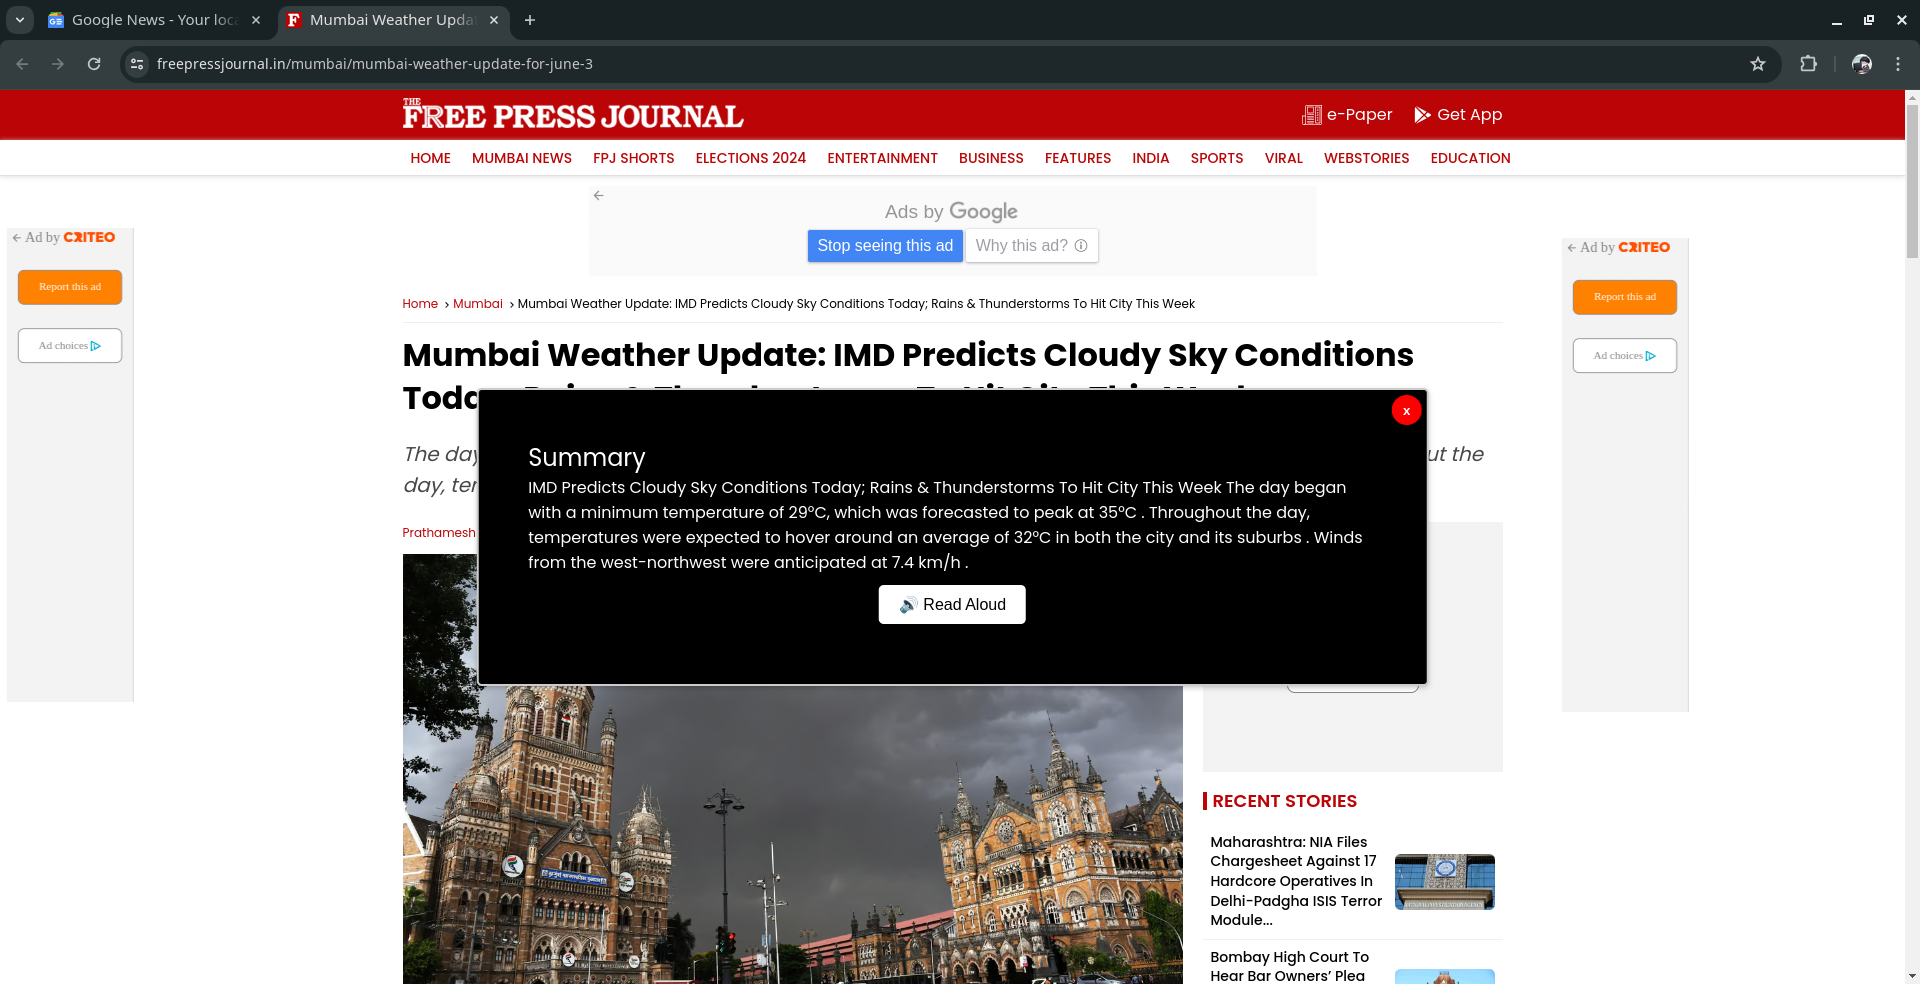 Google News - Your loc
Mumbai Weather Upda
freepressjournal.in/mumbai/mumbai-weather-update-for-june-3
THE
FREE PRESS JOURNAL
e-Paper
Get App
HOME MUMBAI NEWS FPJ SHORTS ELECTIONS 2024 ENTERTAINMENT BUSINESS FEATURES INDIA SPORTS VIRAL WEBSTORIES EDUCATION
Ads by Google
Stop seeing this ad
Why this ad?
Ad by CRITEO
Report this ad
Ad choices
Ad by CRITEO
Report this ad
Ad choices
Home › Mumbai › Mumbai Weather Update: IMD Predicts Cloudy Sky Conditions Today; Rains & Thunderstorms To Hit City This Week
Mumbai Weather Update: IMD Predicts Cloudy Sky Conditions
Today; Rains & Thunderstorms To Hit City This Week
The day
ut the
day, ter
Prathamesh
x
Summary
IMD Predicts Cloudy Sky Conditions Today; Rains & Thunderstorms To Hit City This Week The day began
with a minimum temperature of 29°C, which was forecasted to peak at 35°C . Throughout the day,
temperatures were expected to hover around an average of 32°C in both the city and its suburbs . Winds
from the west-northwest were anticipated at 7.4 km/h .
🔊 Read Aloud
RECENT STORIES
Maharashtra: NIA Files
Chargesheet Against 17
Hardcore Operatives In
Delhi-Padgha ISIS Terror
Module...
Bombay High Court To
Hear Bar Owners’ Plea